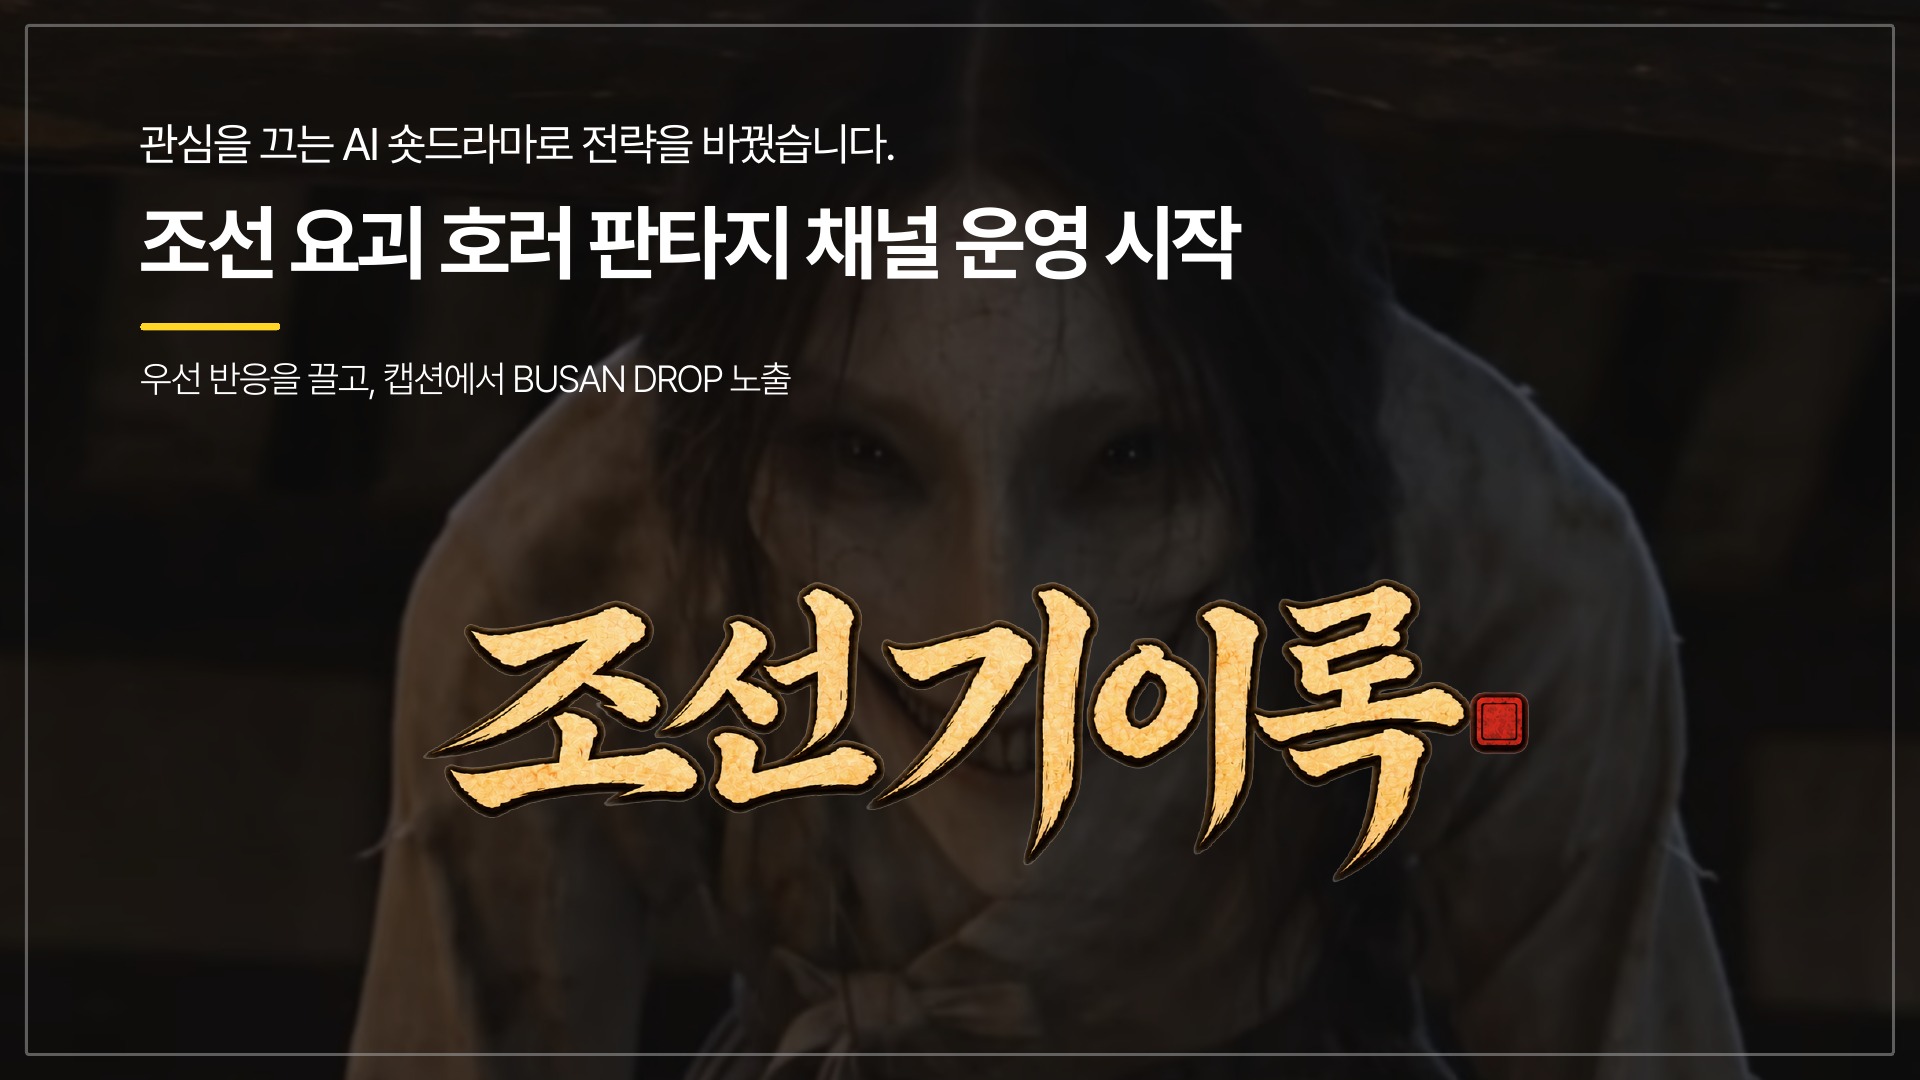 관심을 끄는 AI 숏드라마로 전략을 바꿨습니다.
조선 요괴 호러 판타지 채널 운영 시작
우선 반응을 끌고, 캡션에서 BUSAN DROP 노출
조선기이록